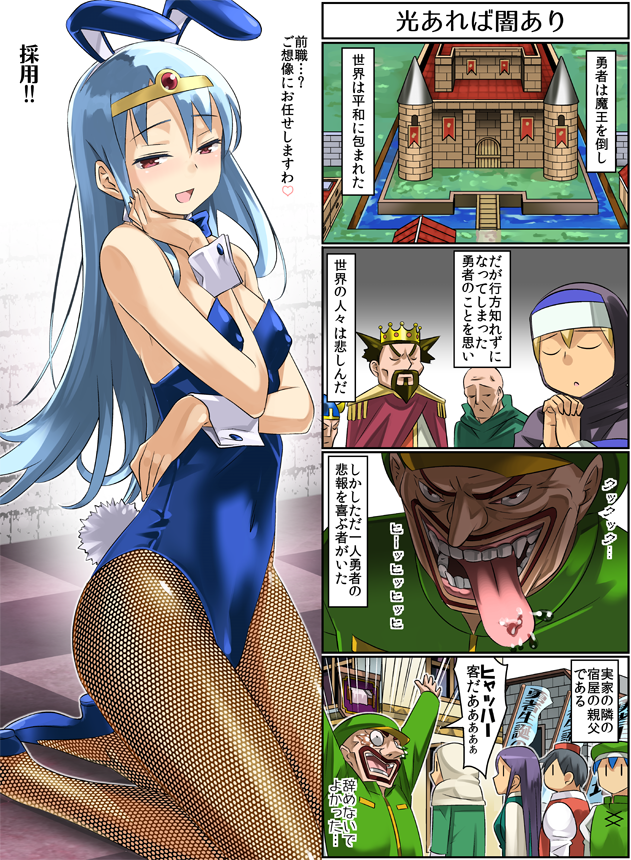 光あれば闇あり
勇者は魔王を倒し
世界は平和に包まれた
だが行方知れずに
なってしまった
勇者のことを思い
世界の人々は悲しんだ
クックックッ…
しかしただ一人勇者の
悲報を喜ぶ者がいた
ヒーッヒッヒッヒ
実家の隣の
宿屋の親父
である
ヒャッハー
客だあああぁぁ
辞めないで
よかった…
前職…?
ご想像にお任せしますわ♡
採用!!